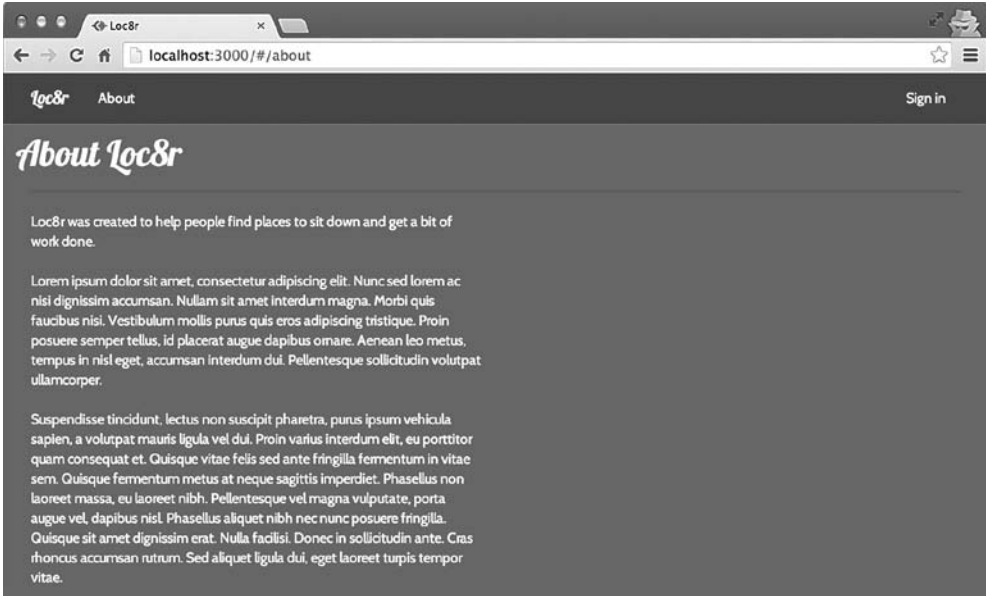 Loc8r
localhost:3000/#/about
Loc8r About Sign in
About Loc8r
Loc8r was created to help people find places to sit down and get a bit of
work done.
Lorem ipsum dolor sit amet, consectetur adipiscing elit. Nunc sed lorem ac
nisi dignissim accumsan. Nullam sit amet interdum magna. Morbi quis
faucibus nisi. Vestibulum mollis purus quis eros adipiscing tristique. Proin
posuere semper tellus, id placerat augue dapibus ornare. Aenean leo metus,
tempus in nisl eget, accumsan interdum dui. Pellentesque sollicitudin volutpat
ullamcorper.
Suspendisse tincidunt, lectus non suscipit pharetra, purus ipsum vehicula
sapien, a volutpat mauris ligula vel dui. Proin varius interdum elit, eu porttitor
quam consequat et. Quisque vitae felis sed ante fringilla fermentum in vitae
sem. Quisque fermentum metus at neque sagittis imperdiet. Phasellus non
laoreet massa, eu laoreet nibh. Pellentesque vel magna vulputate, porta
augue vel, dapibus nisl. Phasellus aliquet nibh nec nunc posuere fringilla.
Quisque sit amet dignissim erat. Nulla facilisi. Donec in sollicitudin ante. Cras
rhoncus accumsan rutrum. Sed aliquet ligula dui, eget laoreet turpis tempor
vitae.